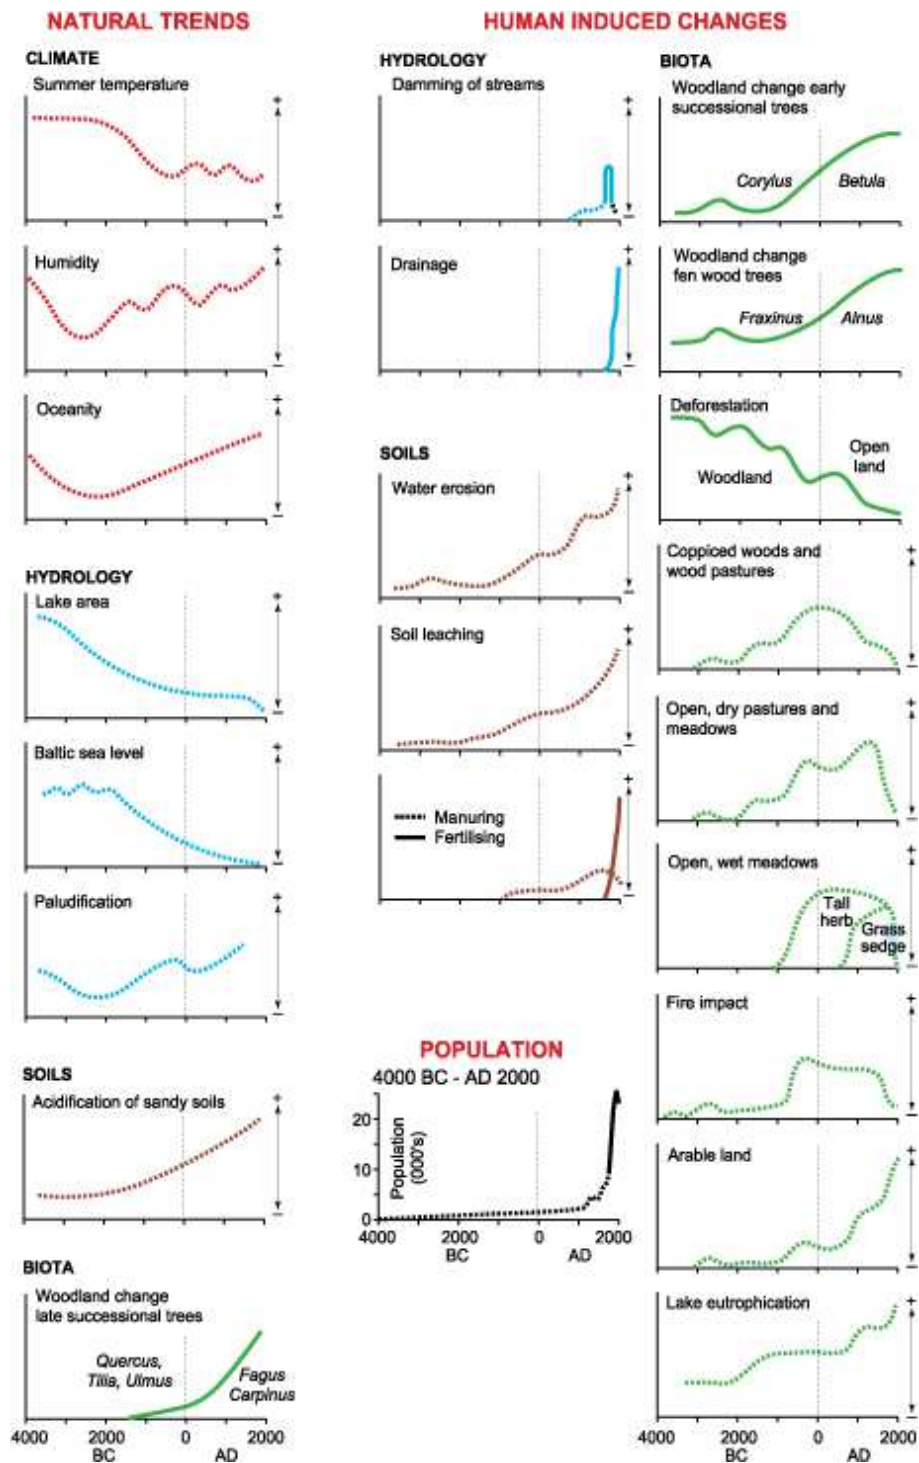 NATURAL TRENDS
CLIMATE
Summer temperature
+
−
Humidity
+
−
Oceanity
+
−
HYDROLOGY
Lake area
+
−
Baltic sea level
+
−
Paludification
+
−
SOILS
Acidification of sandy soils
+
−
BIOTA
Woodland change
late successional trees
Quercus,
Tilia, Ulmus
Fagus
Carpinus
4000 2000 0 2000
BC AD
HUMAN INDUCED CHANGES
HYDROLOGY
Damming of streams
+
−
Drainage
+
−
SOILS
Water erosion
+
−
Soil leaching
+
−
Manuring
Fertilising
+
−
POPULATION
4000 BC - AD 2000
Population
(000's)
20
10
0
4000 2000 0 2000
BC AD
BIOTA
Woodland change early
successional trees
Corylus Betula
+
−
Woodland change
fen wood trees
Fraxinus Alnus
Deforestation
Woodland
Open
land
Coppiced woods and
wood pastures
+
−
Open, dry pastures and
meadows
+
−
Open, wet meadows
Tall
herb
Grass
sedge
+
−
Fire impact
+
−
Arable land
+
−
Lake eutrophication
+
−
4000 2000 0 2000
BC AD